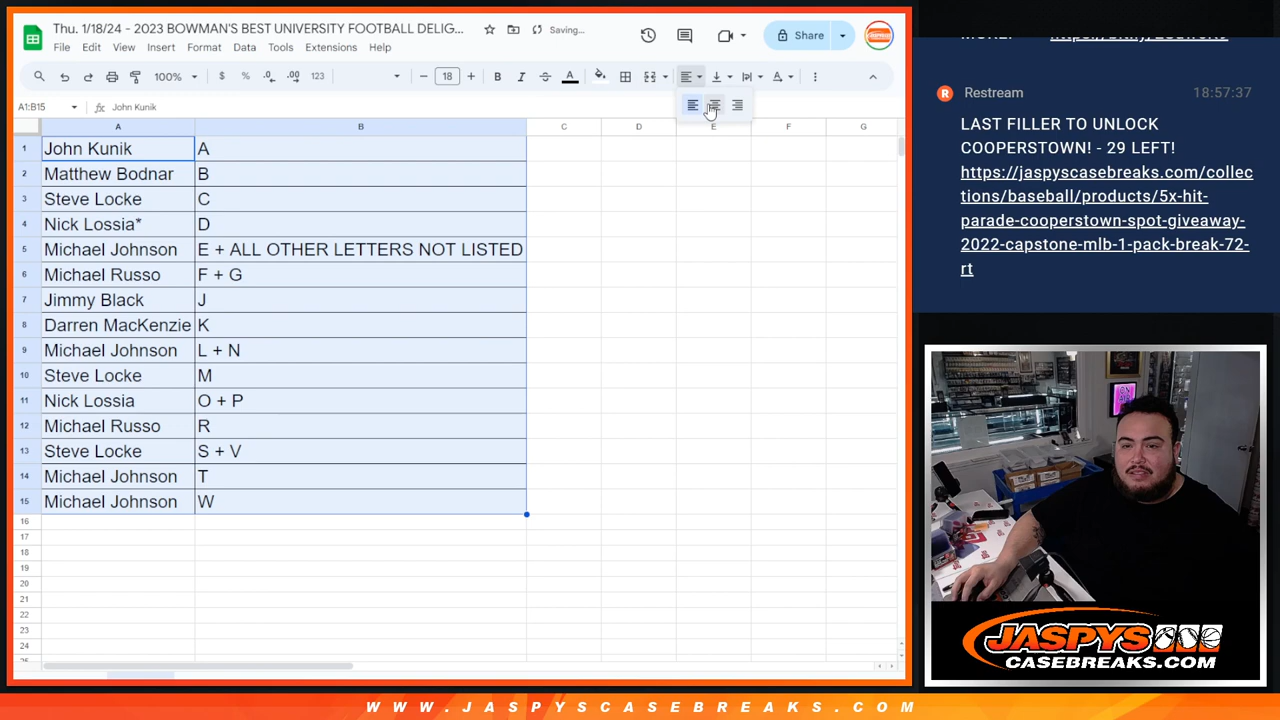 Thu. 1/18/24 - 2023 BOWMAN'S BEST UNIVERSITY FOOTBALL DELIG...
Saving...
Share
File Edit View Insert Format Data Tools Extensions Help
100% $ % .0 .00 123 18 B I S A
A1:B15 fx John Kunik
A B C D E F G
1 John Kunik A
2 Matthew Bodnar B
3 Steve Locke C
4 Nick Lossia* D
5 Michael Johnson E + ALL OTHER LETTERS NOT LISTED
6 Michael Russo F + G
7 Jimmy Black J
8 Darren MacKenzie K
9 Michael Johnson L + N
10 Steve Locke M
11 Nick Lossia O + P
12 Michael Russo R
13 Steve Locke S + V
14 Michael Johnson T
15 Michael Johnson W
16
17
18
19
20
21
22
23
24
R Restream 18:57:37
LAST FILLER TO UNLOCK
COOPERSTOWN! - 29 LEFT!
https://jaspyscasebreaks.com/collec
tions/baseball/products/5x-hit-
parade-cooperstown-spot-giveaway-
2022-capstone-mlb-1-pack-break-72-
rt
JASPYS
CASEBREAKS.COM
WWW.JASPYSCASEBREAKS.COM